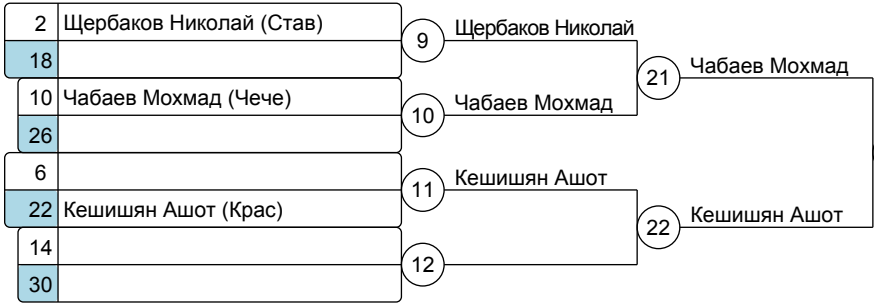 2 Щербаков Николай (Став)
18
9 Щербаков Николай
10 Чабаев Мохмад (Чече)
26
10 Чабаев Мохмад
21 Чабаев Мохмад
6
22 Кешишян Ашот (Крас)
11 Кешишян Ашот
14
30
12
22 Кешишян Ашот